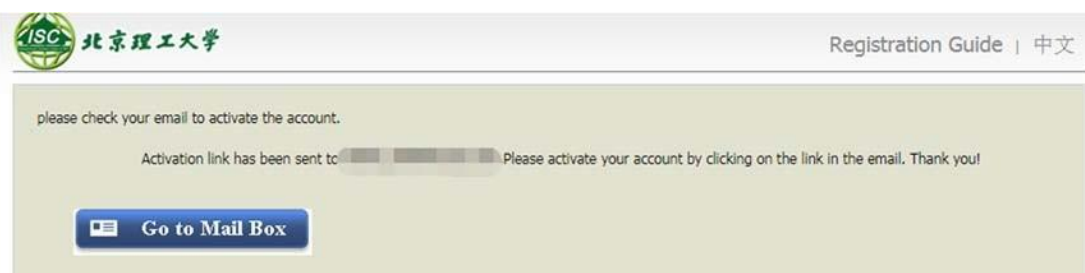 ISC 北京理工大学
Registration Guide | 中文
please check your email to activate the account.
Activation link has been sent to Please activate your account by clicking on the link in the email. Thank you!
Go to Mail Box